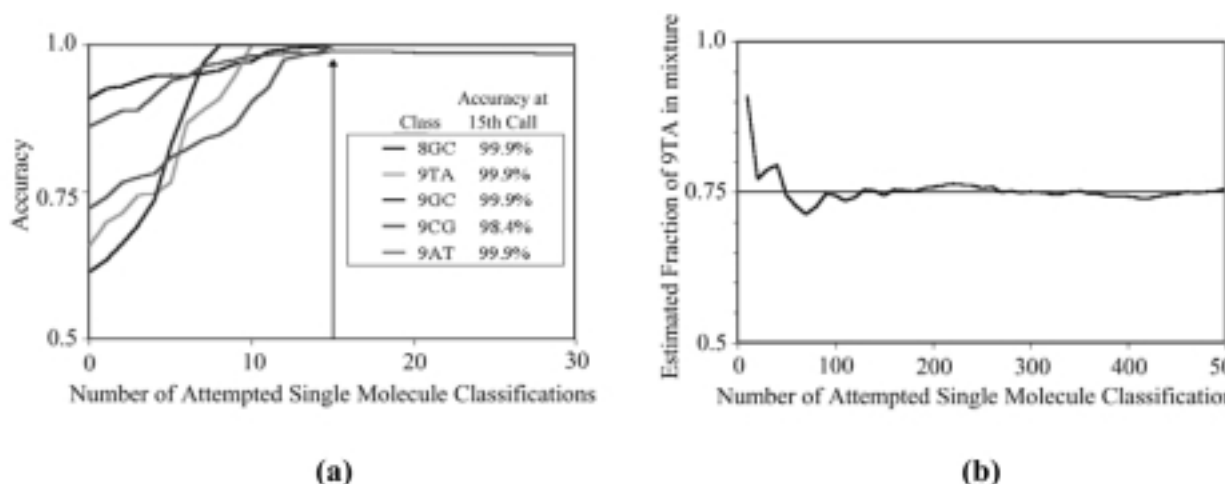 1.0
0.75
0.5
Accuracy
0
10
20
30
Number of Attempted Single Molecule Classifications
Accuracy at
Class 15th Call
8GC 99.9%
9TA 99.9%
9GC 99.9%
9CG 98.4%
9AT 99.9%
(a)
1.0
0.75
0.5
Estimated Fraction of 9TA in mixture
0
100
200
300
400
50
Number of Attempted Single Molecule Classification
(b)